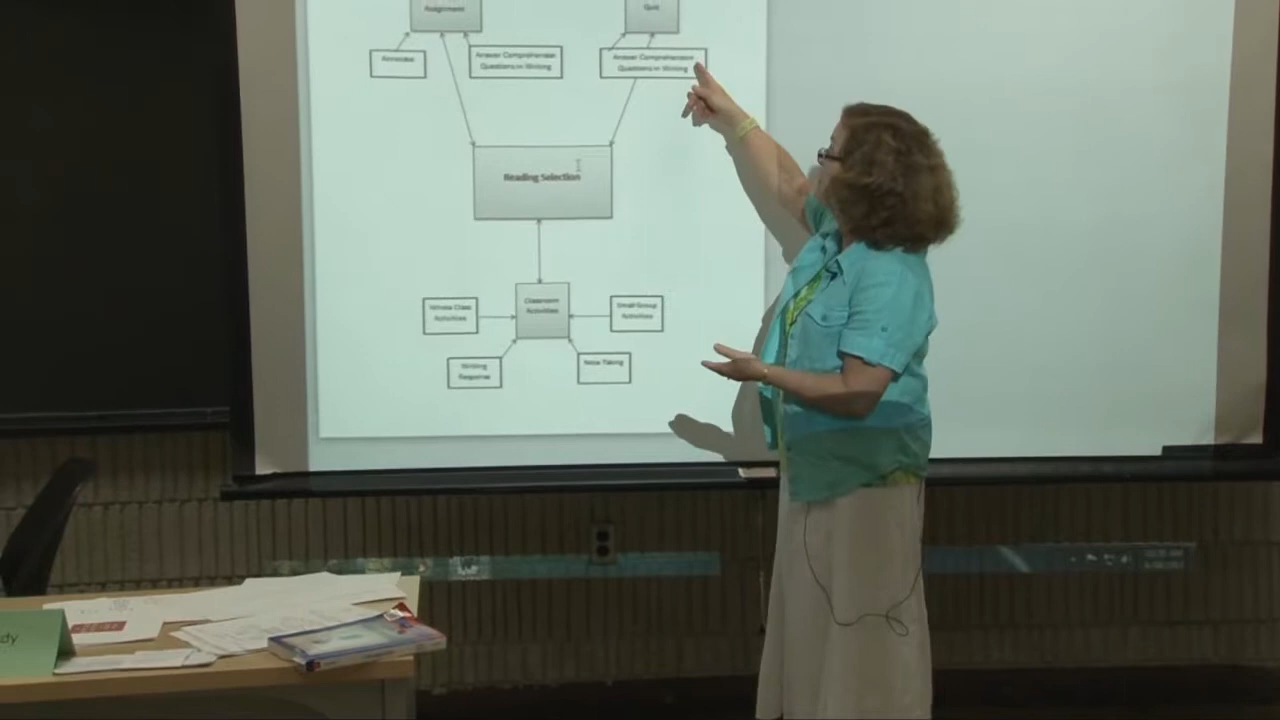 Assignment
Quiz
Annotate
Answer Comprehension
Questions in Writing
Answer Comprehension
Questions in Writing
Reading Selection
Classroom
Activities
Whole Class
Activities
Small Group
Activities
Writing
Response
Note Taking
dy